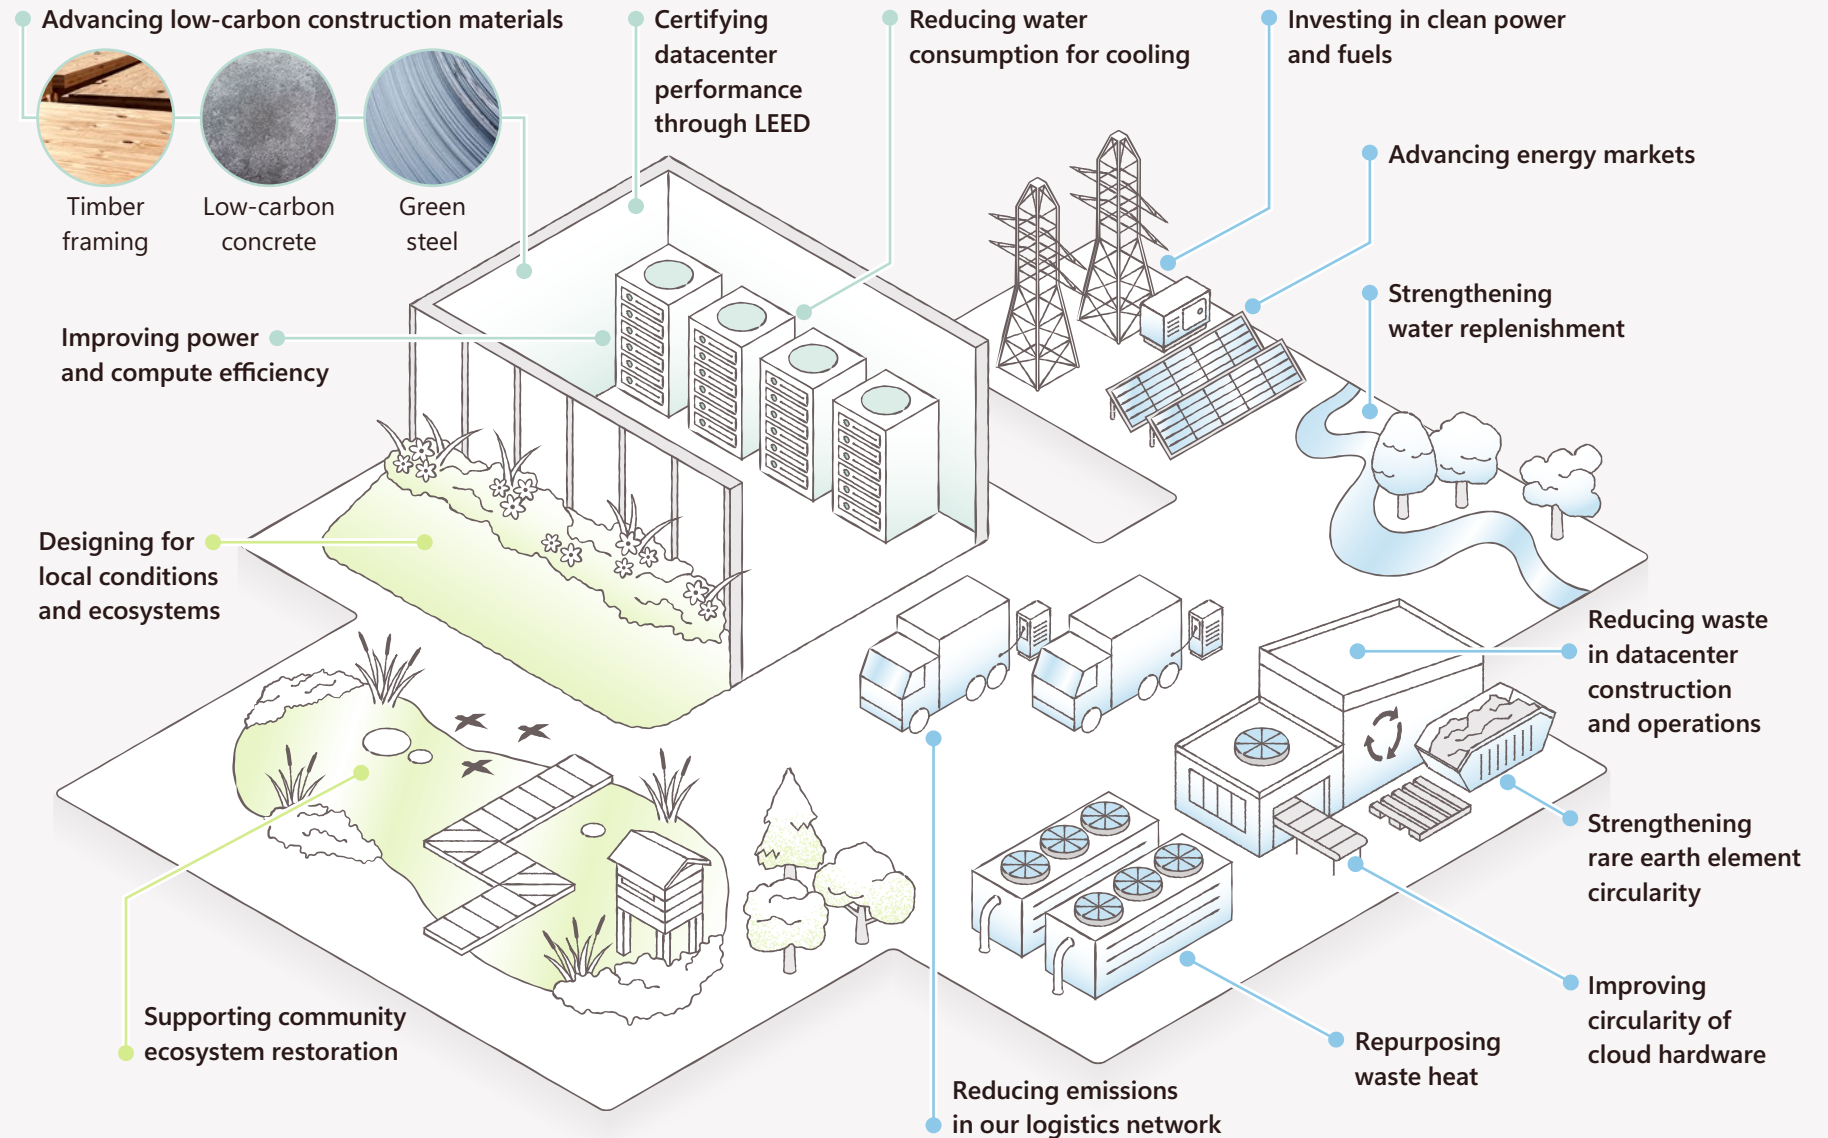 Advancing low-carbon construction materials
Timber
framing
Low-carbon
concrete
Green
steel
Certifying
datacenter
performance
through LEED
Reducing water
consumption for cooling
Investing in clean power
and fuels
Advancing energy markets
Strengthening
water replenishment
Improving power
and compute efficiency
Designing for
local conditions
and ecosystems
Reducing waste
in datacenter
construction
and operations
Strengthening
rare earth element
circularity
Improving
circularity of
cloud hardware
Repurposing
waste heat
Supporting community
ecosystem restoration
Reducing emissions
in our logistics network